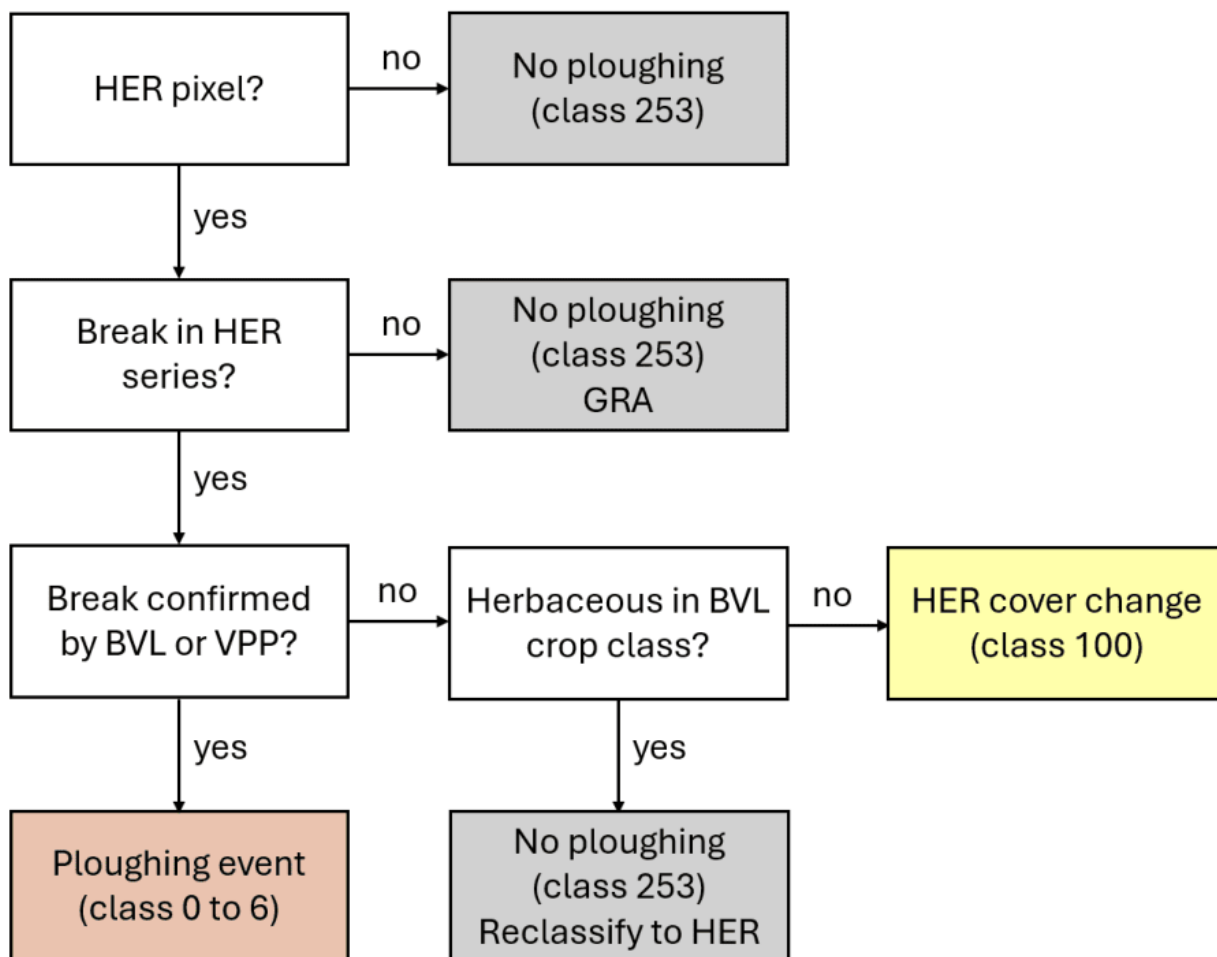 HER pixel?
no
No ploughing
(class 253)
yes
Break in HER
series?
no
No ploughing
(class 253)
GRA
yes
Break confirmed
by BVL or VPP?
no
Herbaceous in BVL
crop class?
no
HER cover change
(class 100)
yes
yes
Ploughing event
(class 0 to 6)
No ploughing
(class 253)
Reclassify to HER